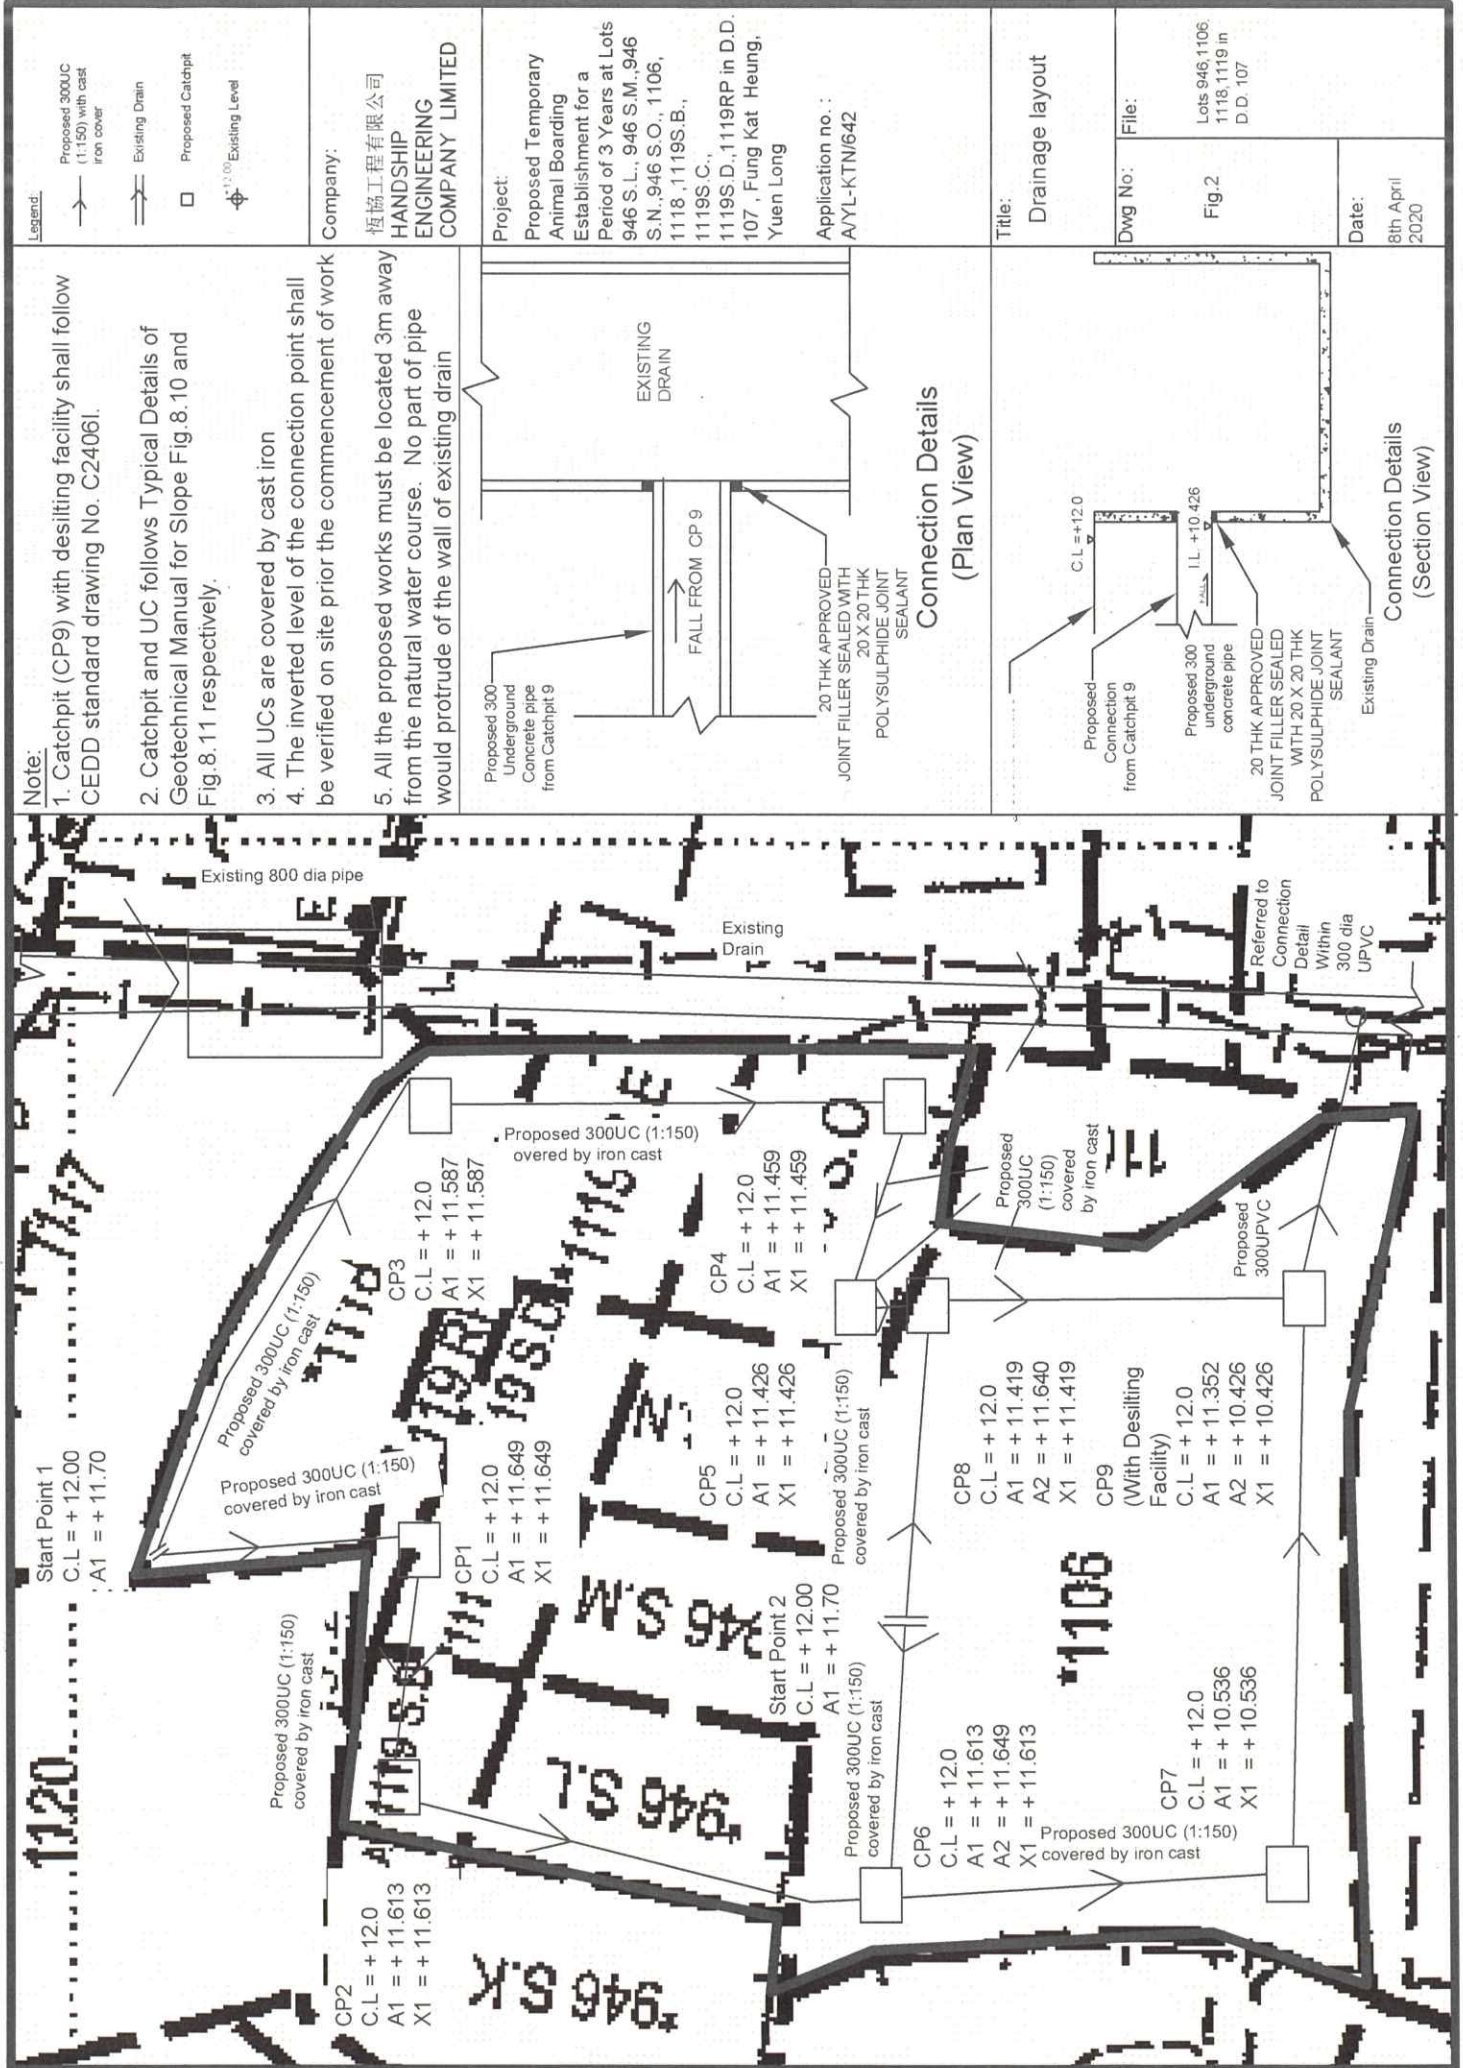 1120
Start Point 1
C.L = + 12.00
A1 = + 11.70
Existing 800 dia pipe
Proposed 300UC (1:150)
covered by iron cast
Proposed 300UC (1:150)
covered by iron cast
Proposed 300UC (1:150)
covered by iron cast
CP2
C.L = + 12.0
A1 = + 11.613
X1 = + 11.613
CP1
C.L = + 12.0
A1 = + 11.649
X1 = + 11.649
CP3
C.L = + 12.0
A1 = + 11.587
X1 = + 11.587
Proposed 300UC (1:150)
overed by iron cast
Existing
Drain
*946 S.K
*946 S.L
946 S.M
CP4
C.L = + 12.0
A1 = + 11.459
X1 = + 11.459
CP5
C.L = + 12.0
A1 = + 11.426
X1 = + 11.426
Start Point 2
C.L = + 12.00
A1 = + 11.70
Proposed 300UC (1:150)
covered by iron cast
Proposed 300UC (1:150)
covered by iron cast
Proposed
300UC
(1:150)
covered
by iron cast
CP6
C.L = + 12.0
A1 = + 11.613
A2 = + 11.649
X1 = + 11.613
CP8
C.L = + 12.0
A1 = + 11.419
A2 = + 11.640
X1 = + 11.419
*1106
Proposed 300UC (1:150)
covered by iron cast
CP9
(With Desilting
Facility)
C.L = + 12.0
A1 = + 11.352
A2 = + 10.426
X1 = + 10.426
CP7
C.L = + 12.0
A1 = + 10.536
X1 = + 10.536
Proposed
300UPVC
Referred to
Connection
Detail
Within
300 dia
UPVC
Note:
1. Catchpit (CP9) with desilting facility shall follow
CEDD standard drawing No. C2406I.
2. Catchpit and UC follows Typical Details of
Geotechnical Manual for Slope Fig.8.10 and
Fig.8.11 respectively.
3. All UCs are covered by cast iron
4. The inverted level of the connection point shall
be verified on site prior the commencement of work
5. All the proposed works must be located 3m away
from the natural water course. No part of pipe
would protrude of the wall of existing drain
Proposed 300
Underground
Concrete pipe
from Catchpit 9
FALL FROM CP 9
EXISTING
DRAIN
20 THK APPROVED
JOINT FILLER SEALED WITH
20 X 20 THK
POLYSULPHIDE JOINT
SEALANT
Connection Details
(Plan View)
C.L =+12.0
Proposed
Connection
from Catchpit 9
FALL
I.L. +10.426
Proposed 300
underground
concrete pipe
20 THK APPROVED
JOINT FILLER SEALED
WITH 20 X 20 THK
POLYSULPHIDE JOINT
SEALANT
Existing Drain
Connection Details
(Section View)
Legend:
Proposed 300UC
(1:150) with cast
iron cover
Existing Drain
Proposed Catchpit
+12.00 Existing Level
Company:
恆協工程有限公司
HANDSHIP
ENGINEERING
COMPANY LIMITED
Project:
Proposed Temporary
Animal Boarding
Establishment for a
Period of 3 Years at Lots
946 S.L., 946 S.M.,946
S.N.,946 S.O., 1106,
1118 ,1119S.B.,
1119S.C.,
1119S.D.,1119RP in D.D.
107 , Fung Kat Heung,
Yuen Long
Application no. :
A/YL-KTN/642
Title:
Drainage layout
Dwg No:
Fig.2
File:
Lots 946,1106,
1118,1119 in
D.D. 107
Date:
8th April
2020